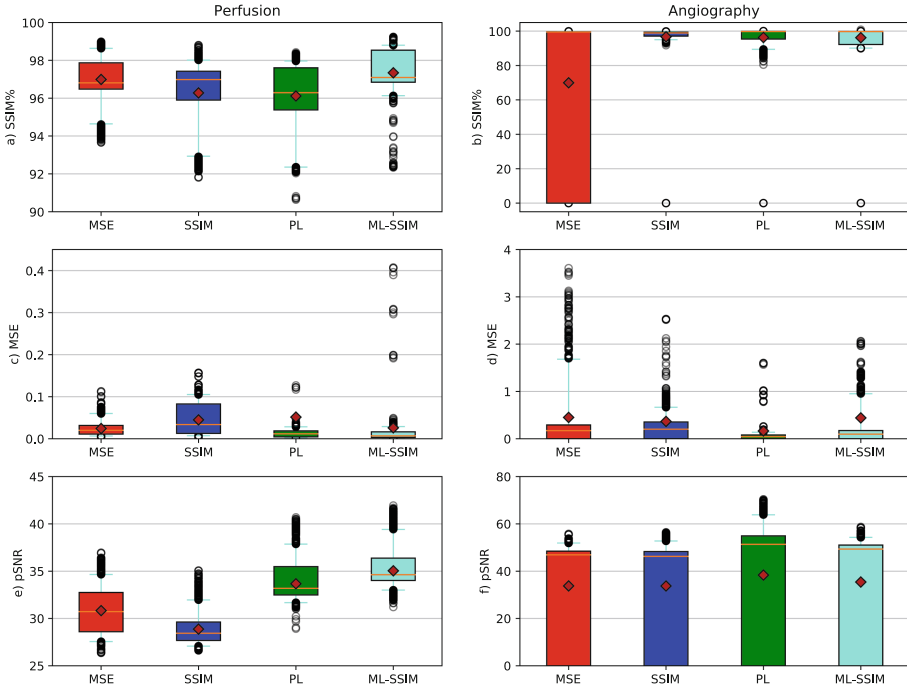 Perfusion
Angiography
a) SSIM%
100
98
96
94
92
90
MSE SSIM PL ML-SSIM
b) SSIM%
100
80
60
40
20
0
MSE SSIM PL ML-SSIM
c) MSE
0.4
0.3
0.2
0.1
0.0
MSE SSIM PL ML-SSIM
d) MSE
4
3
2
1
0
MSE SSIM PL ML-SSIM
e) pSNR
45
40
35
30
25
MSE SSIM PL ML-SSIM
f) pSNR
80
60
40
20
0
MSE SSIM PL ML-SSIM